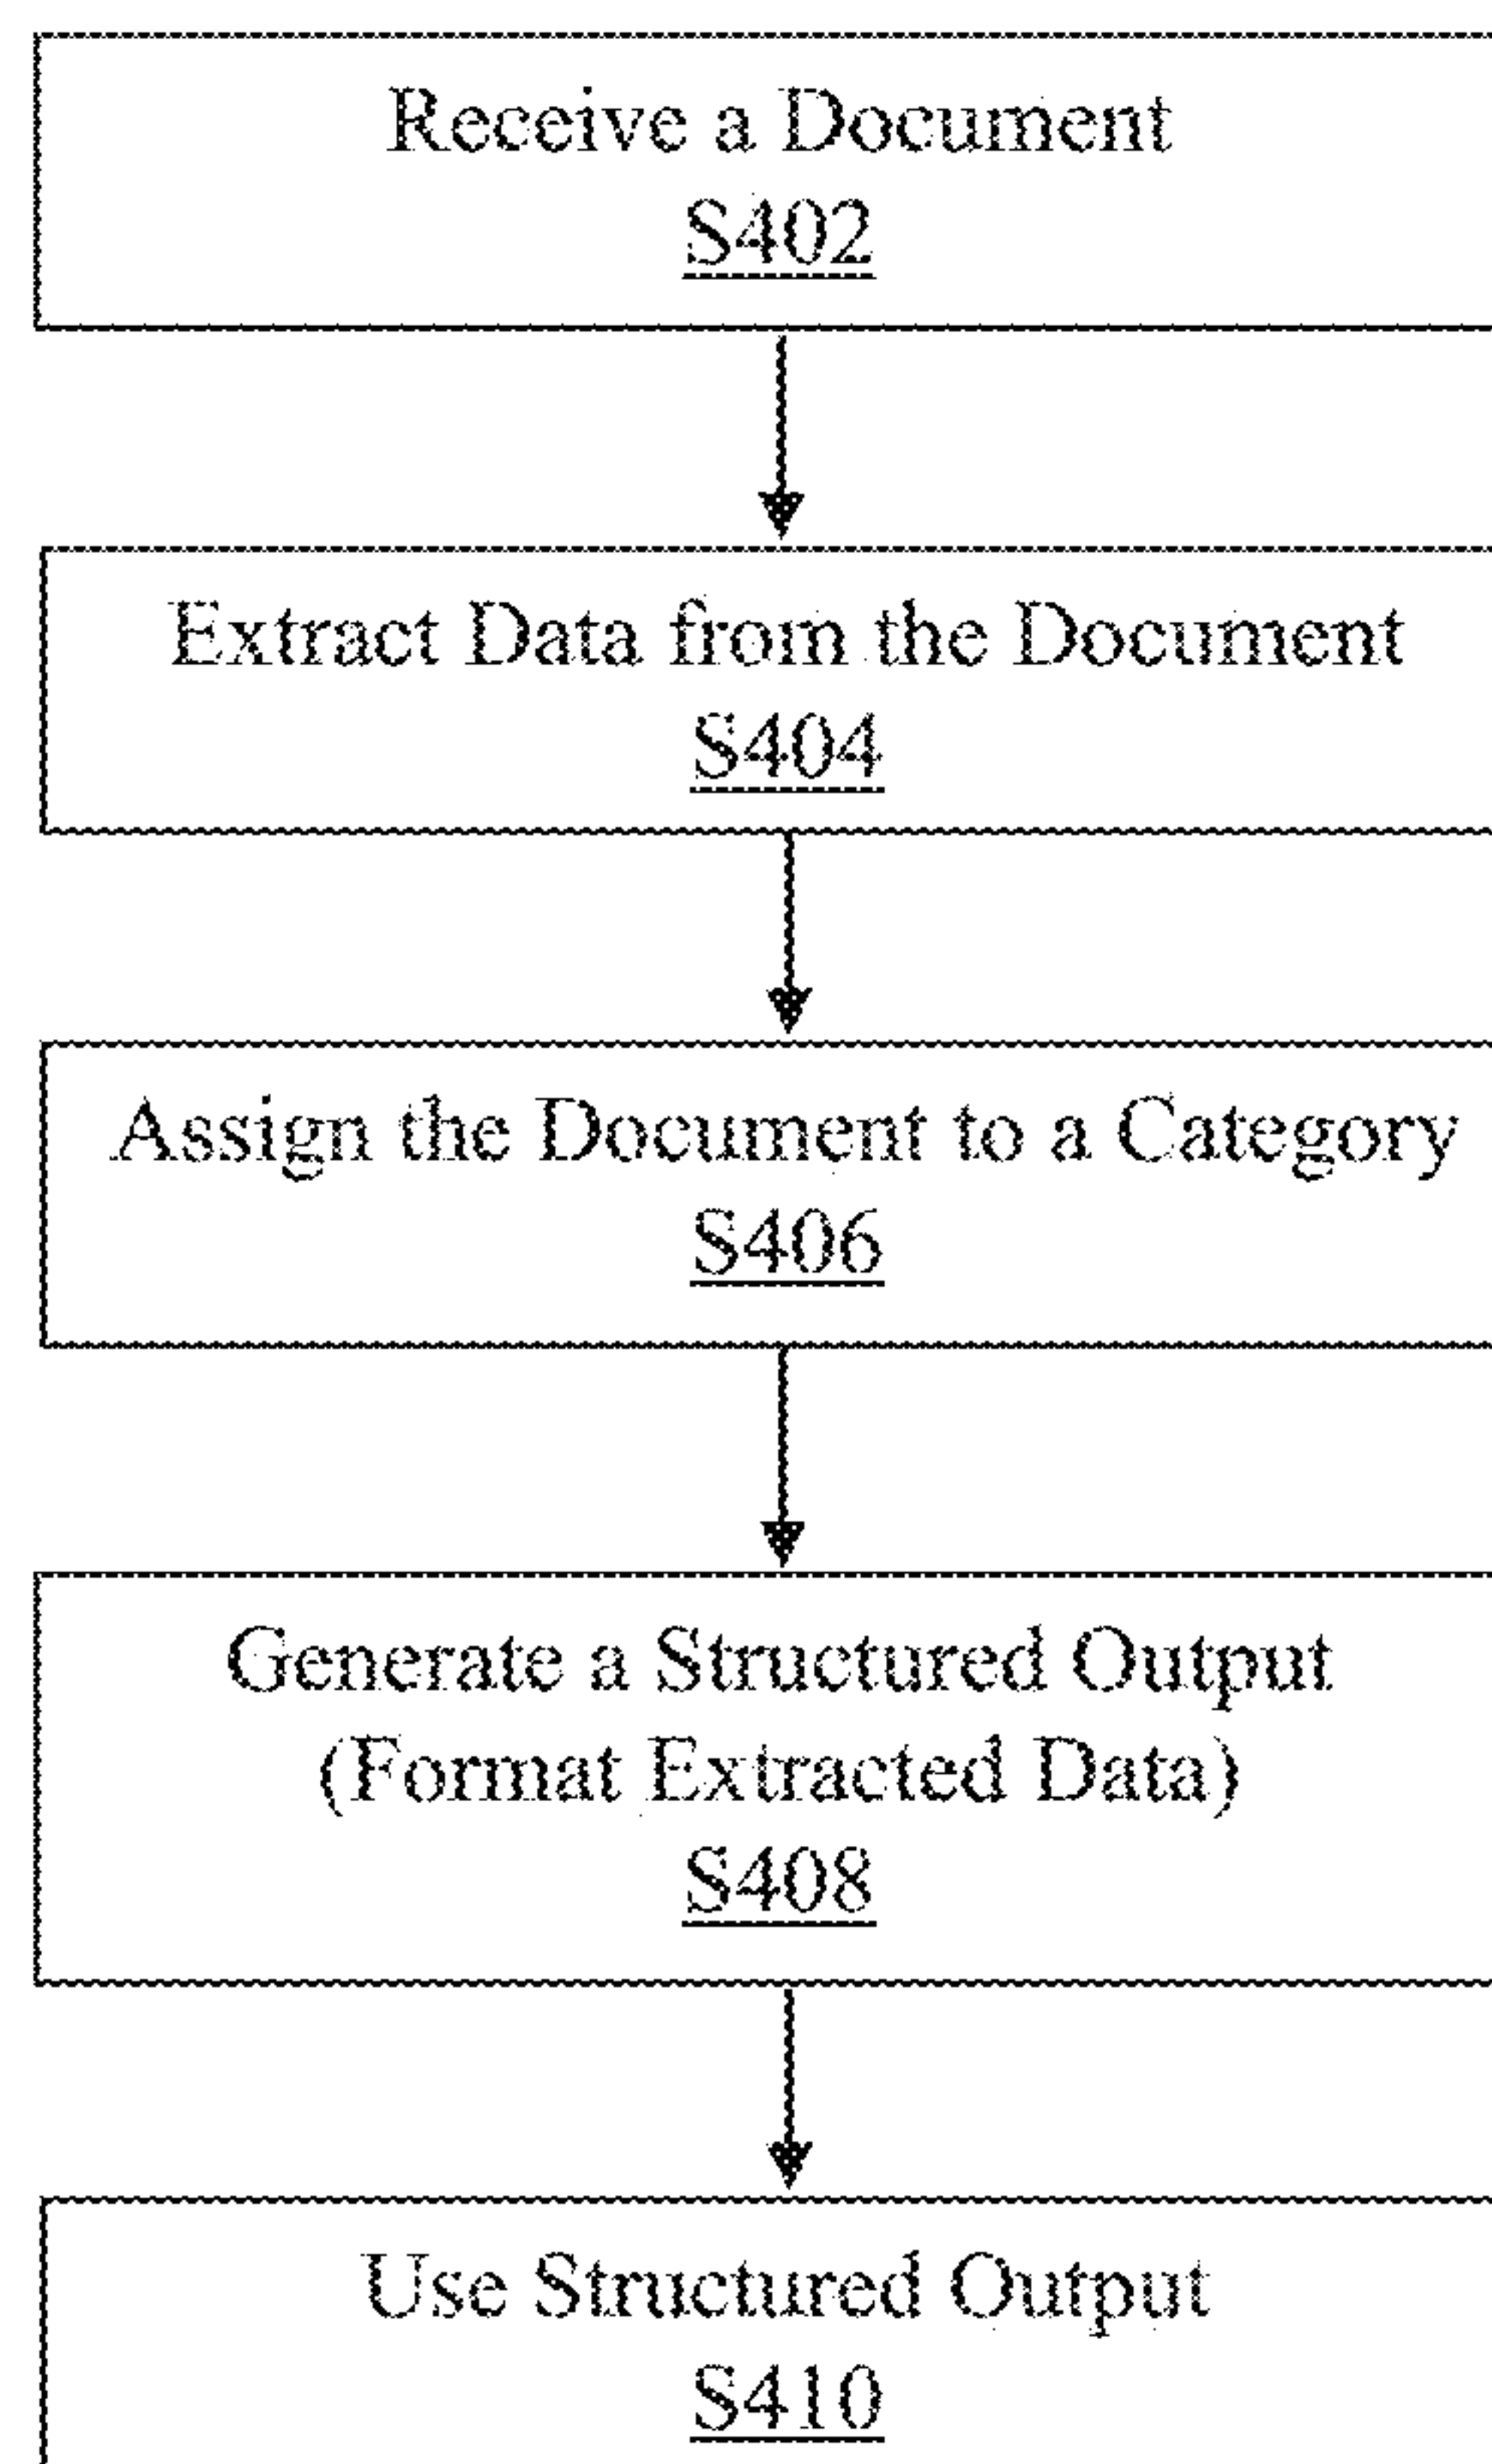 Receive a Document
S402
Extract Data from the Document
S404
Assign the Document to a Category
S406
Generate a Structured Output
(Format Extracted Data)
S408
Use Structured Output
S410